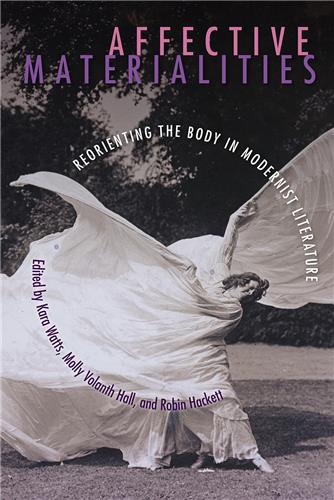 AFFECTIVE
MATERIALITIES
REORIENTING THE BODY IN MODERNIST LITERATURE
Edited by Kara Watts, Molly Volanth Hall, and Robin Hackett